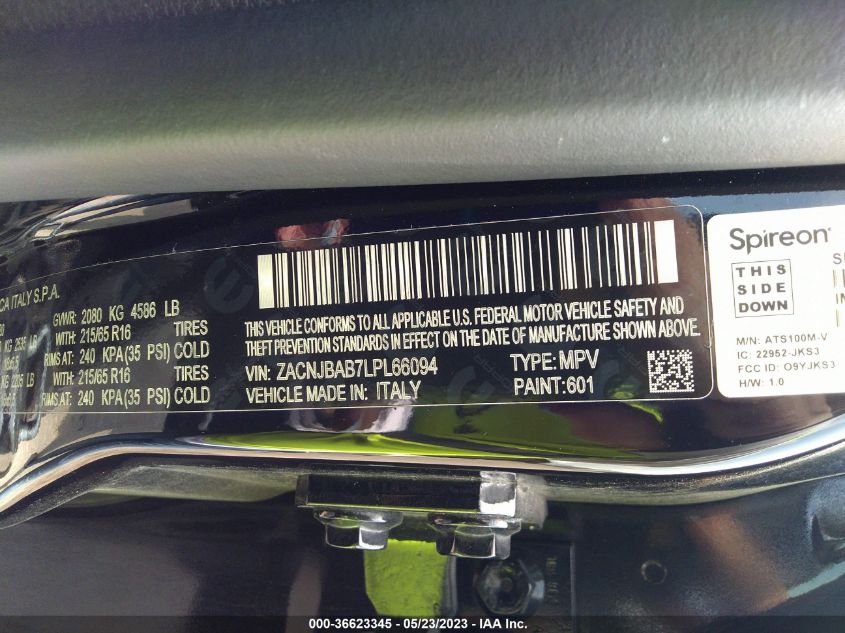 CA ITALY S.P.A.
GVWR: 2080 KG 4586 LB
KG 2535 LB WITH: 215/65 R16 TIRES
RIMS AT: 240 KPA(35 PSI) COLD
LB WITH: 215/65 R16 TIRES
RIMS AT: 240 KPA(35 PSI) COLD
THIS VEHICLE CONFORMS TO ALL APPLICABLE U.S. FEDERAL MOTOR VEHICLE SAFETY AND
THEFT PREVENTION STANDARDS IN EFFECT ON THE DATE OF MANUFACTURE SHOWN ABOVE.
VIN: ZACNJBAB7LPL66094 TYPE: MPV
VEHICLE MADE IN: ITALY PAINT: 601
Spireon
THIS
SIDE
DOWN
M/N: ATS100M-V
IC: 22952-JKS3
FCC ID: O9YJKS3
H/W: 1.0
000-36623345 - 05/23/2023 - IAA Inc.